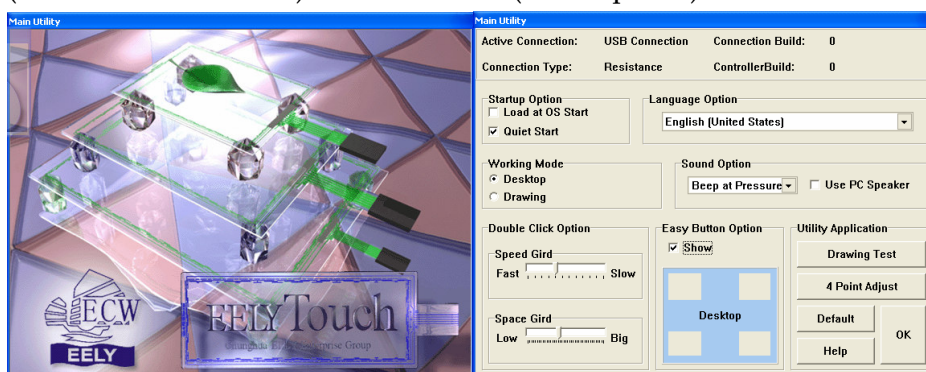 Main Utility
ECW
EELY
EELYTouch
Enterprise Group
Main Utility
Active Connection: USB Connection Connection Build: 0
Connection Type: Resistance ControllerBuild: 0
Startup Option
Load at OS Start
Quiet Start
Language Option
English (United States)
Working Mode
Desktop
Drawing
Sound Option
Beep at Pressure
Use PC Speaker
Double Click Option
Speed Gird
Fast Slow
Space Gird
Low Big
Easy Button Option
Show
Desktop
Utility Application
Drawing Test
4 Point Adjust
Default
Help
OK